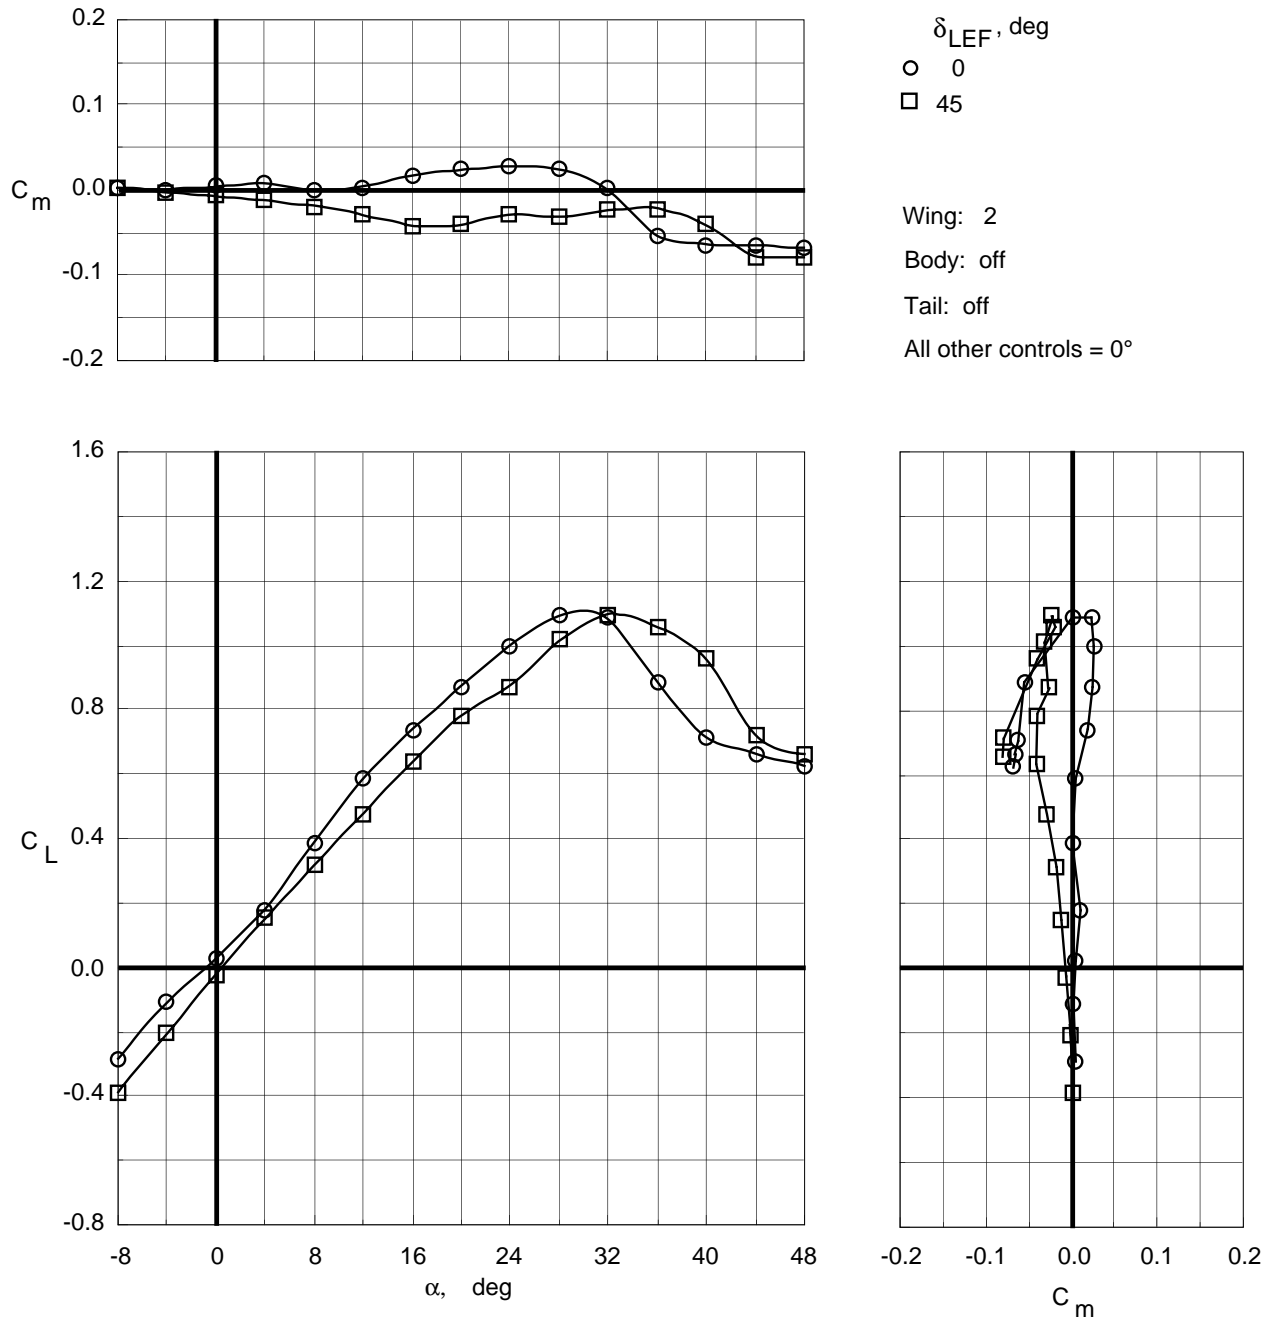 0.2
0.1
0.0
-0.1
-0.2
C m
δLEF, deg
0
45
Wing: 2
Body: off
Tail: off
All other controls = 0°
1.6
1.2
0.8
0.4
0.0
-0.4
-0.8
C L
-8 0 8 16 24 32 40 48
α, deg
-0.2 -0.1 0.0 0.1 0.2
C m